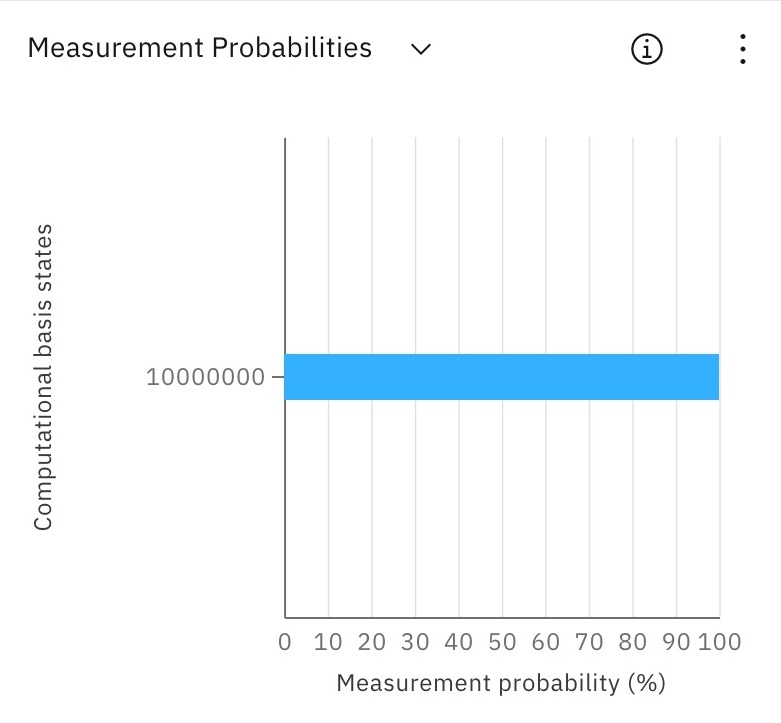 Measurement Probabilities
Computational basis states
10000000
0 10 20 30 40 50 60 70 80 90 100
Measurement probability (%)